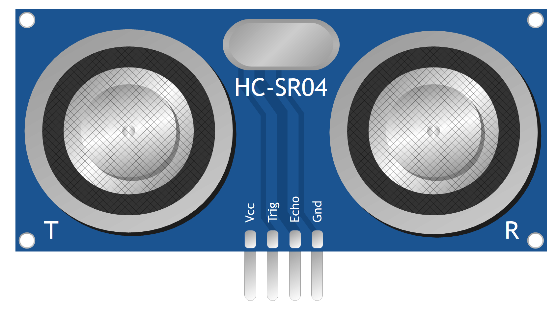 HC-SR04
Vcc
Trig
Echo
Gnd
T
R